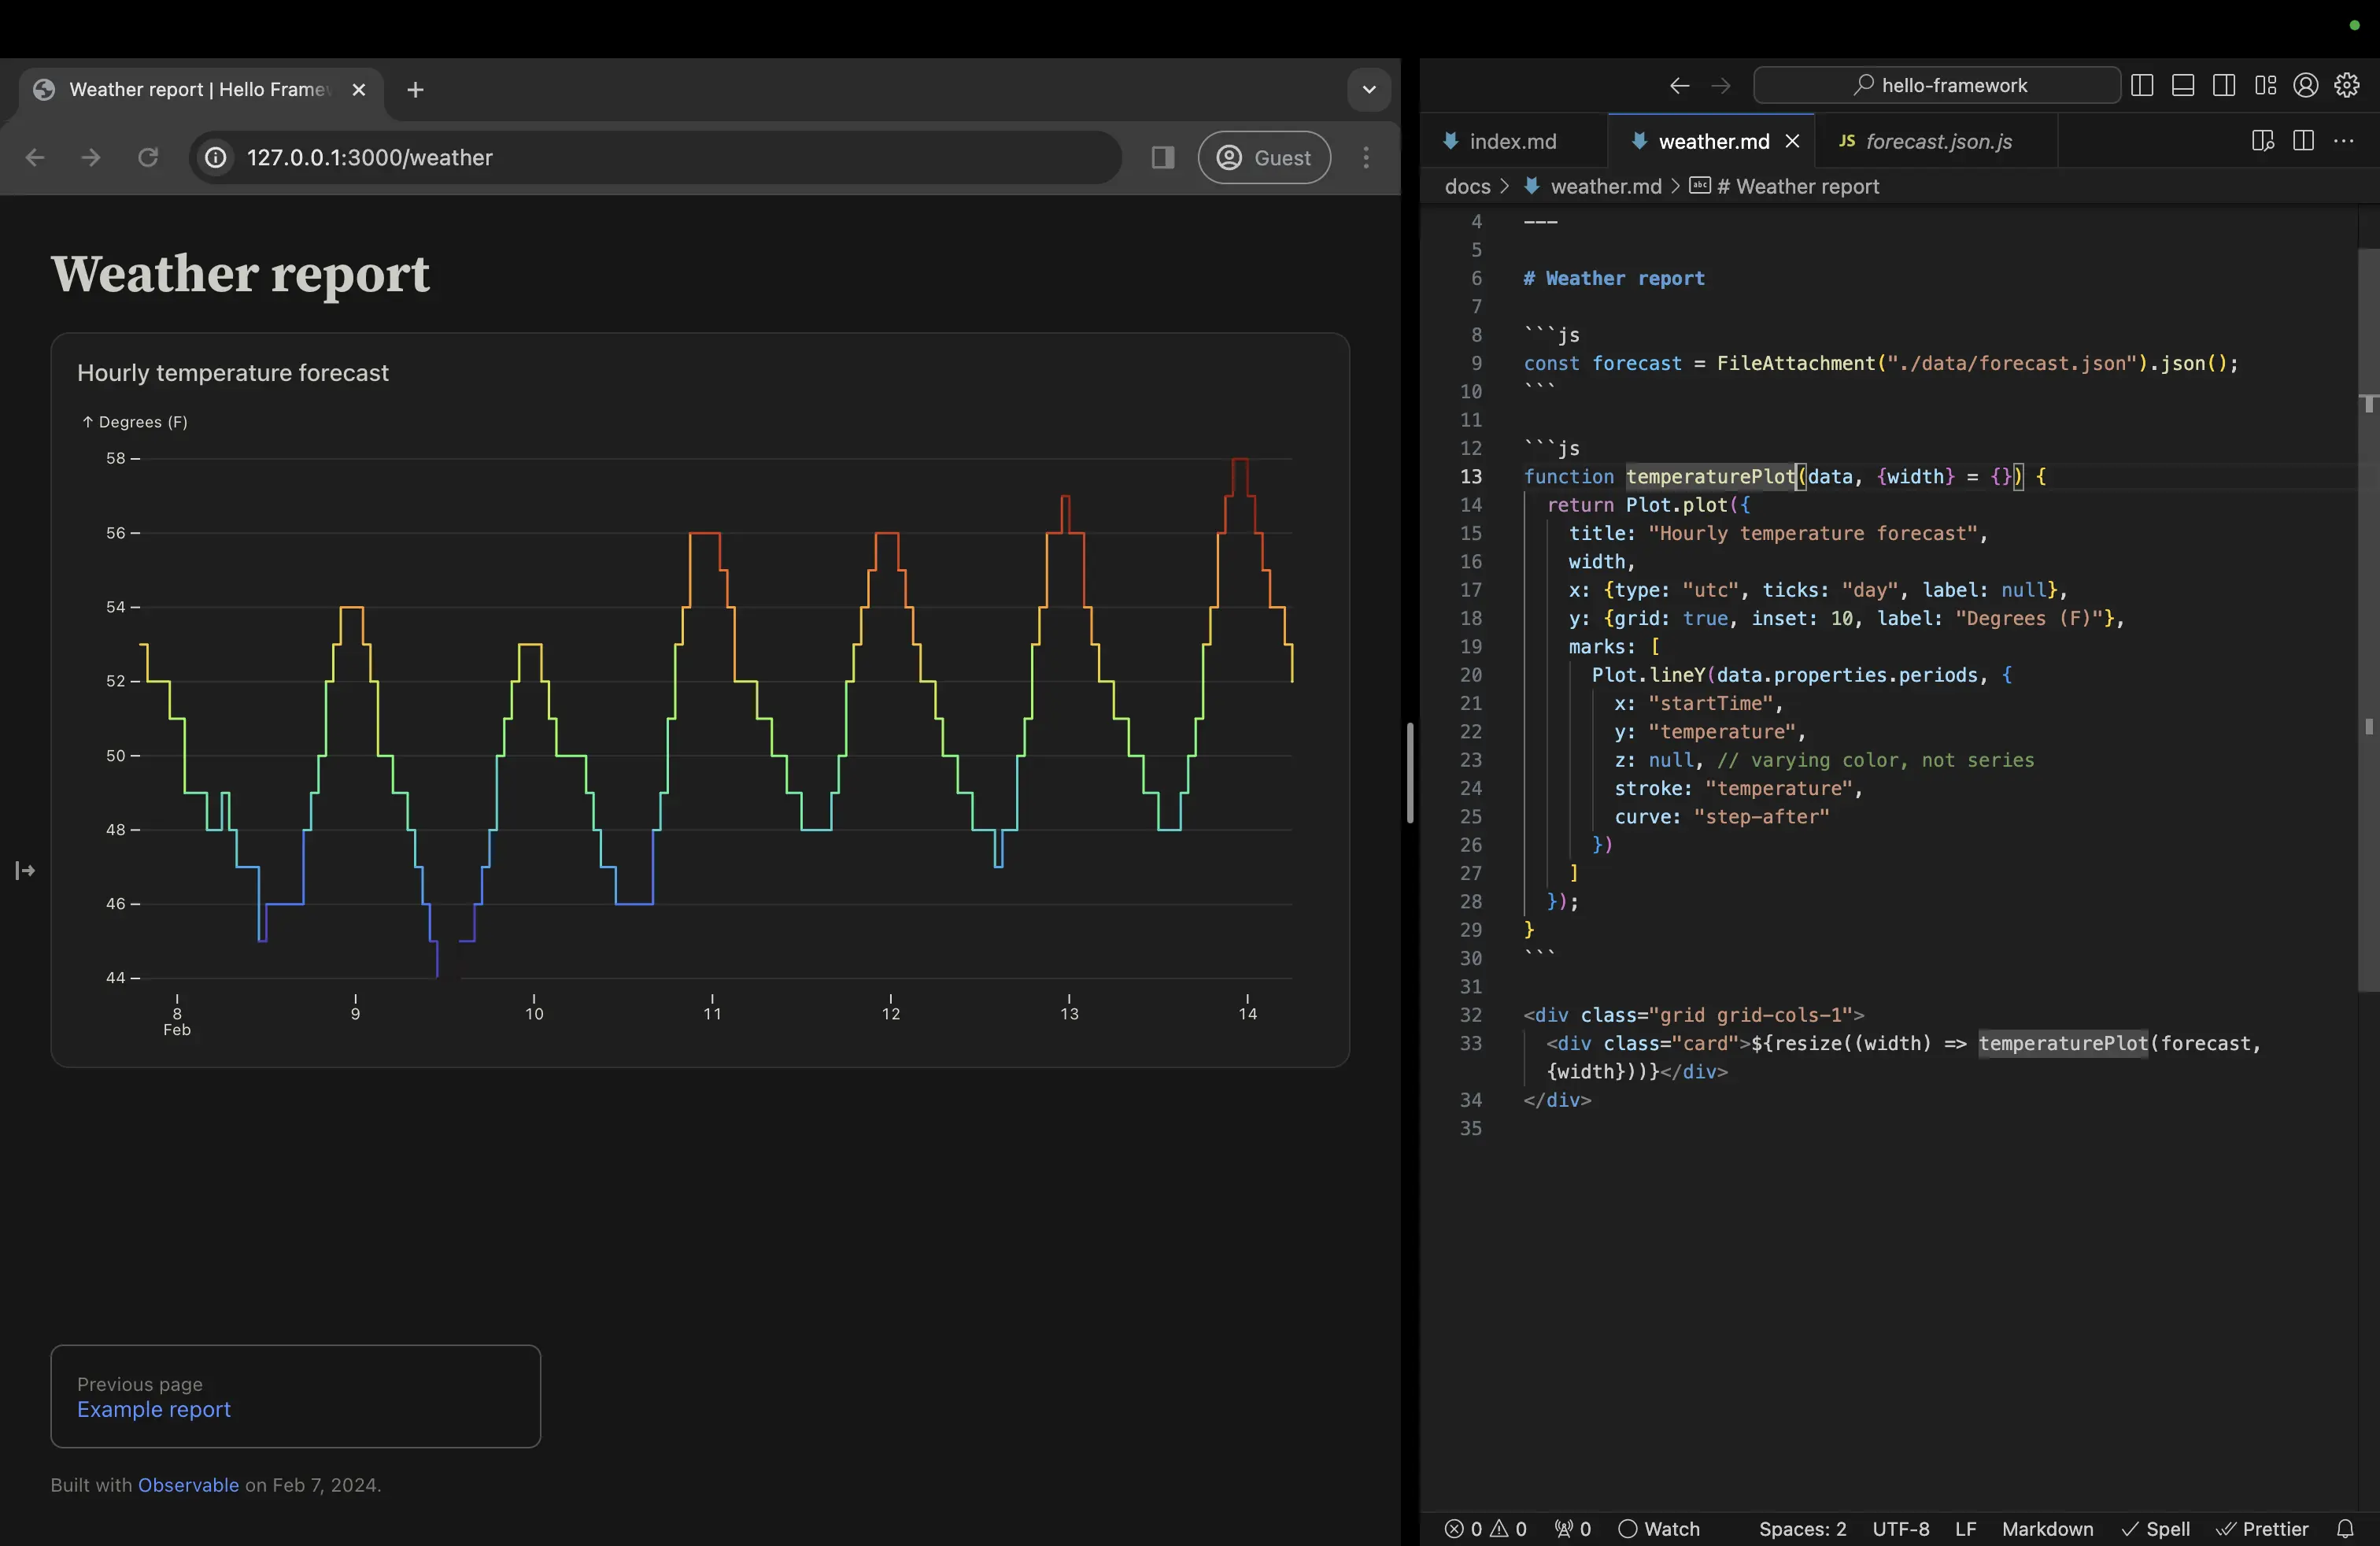 Weather report | Hello Framew
127.0.0.1:3000/weather
Guest
Weather report
Hourly temperature forecast
↑ Degrees (F)
58
56
54
52
50
48
46
44
8
Feb
9
10
11
12
13
14
Previous page
Example report
Built with Observable on Feb 7, 2024.
hello-framework
index.md
weather.md
JS forecast.json.js
docs > weather.md > abc # Weather report
4 ---
5
6 # Weather report
7
8 ```js
9 const forecast = FileAttachment("./data/forecast.json").json();
10 ```
11
12 ```js
13 function temperaturePlot(data, {width} = {}) {
14 return Plot.plot({
15 title: "Hourly temperature forecast",
16 width,
17 x: {type: "utc", ticks: "day", label: null},
18 y: {grid: true, inset: 10, label: "Degrees (F)"},
19 marks: [
20 Plot.lineY(data.properties.periods, {
21 x: "startTime",
22 y: "temperature",
23 z: null, // varying color, not series
24 stroke: "temperature",
25 curve: "step-after"
26 })
27 ]
28 });
29 }
30 ```
31
32 <div class="grid grid-cols-1">
33 <div class="card">${resize((width) => temperaturePlot(forecast,
{width}))}</div>
34 </div>
35
0 0 0 Watch Spaces: 2 UTF-8 LF Markdown Spell Prettier